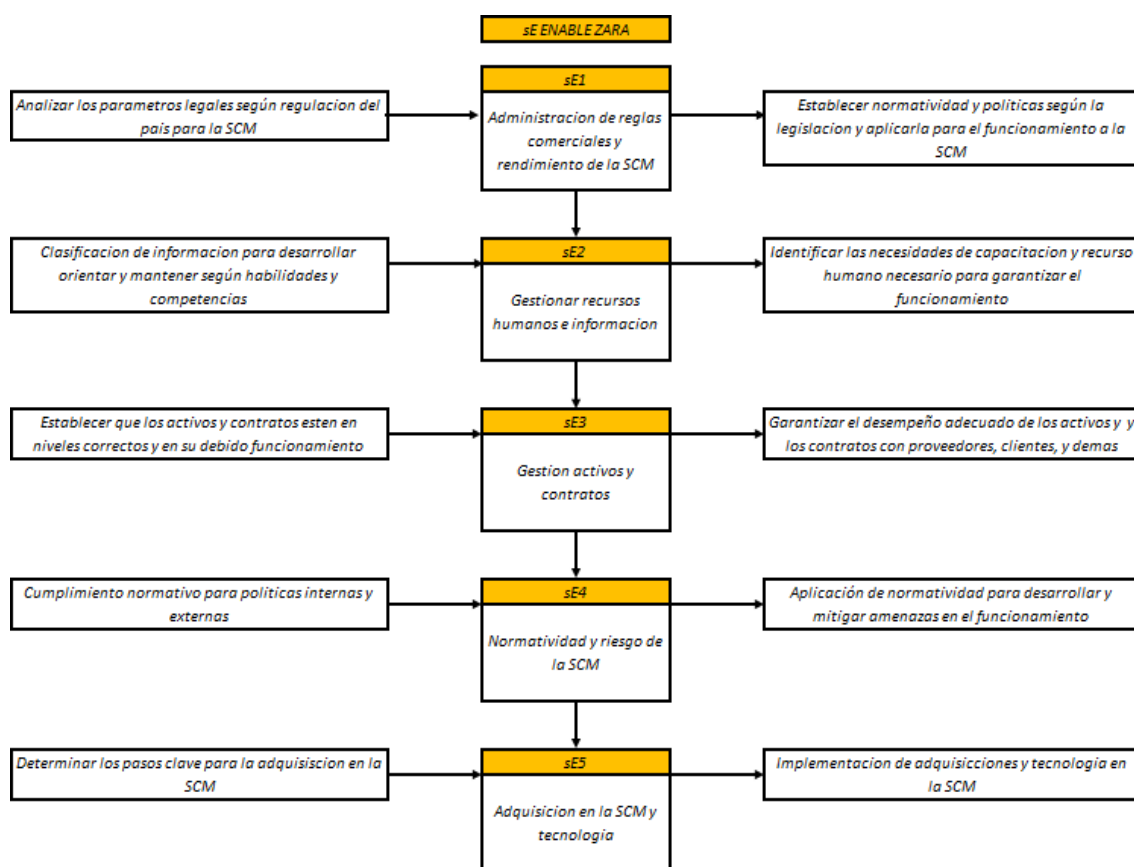 sE ENABLE ZARA
Analizar los parametros legales según regulacion del
pais para la SCM
sE1
Administracion de reglas
comerciales y
rendimiento de la SCM
Establecer normatividad y politicas según la
legislacion y aplicarla para el funcionamiento a la
SCM
Clasificacion de informacion para desarrollar
orientar y mantener según habilidades y
competencias
sE2
Gestionar recursos
humanos e informacion
Identificar las necesidades de capacitacion y recurso
humano necesario para garantizar el
funcionamiento
Establecer que los activos y contratos esten en
niveles correctos y en su debido funcionamiento
sE3
Gestion activos y
contratos
Garantizar el desempeño adecuado de los activos y y
los contratos con proveedores, clientes, y demas
Cumplimiento normativo para politicas internas y
externas
sE4
Normatividad y riesgo de
la SCM
Aplicación de normatividad para desarrollar y
mitigar amenazas en el funcionamiento
Determinar los pasos clave para la adquisiscion en la
SCM
sE5
Adquisicion en la SCM y
tecnologia
Implementacion de adquisicciones y tecnologia en
la SCM